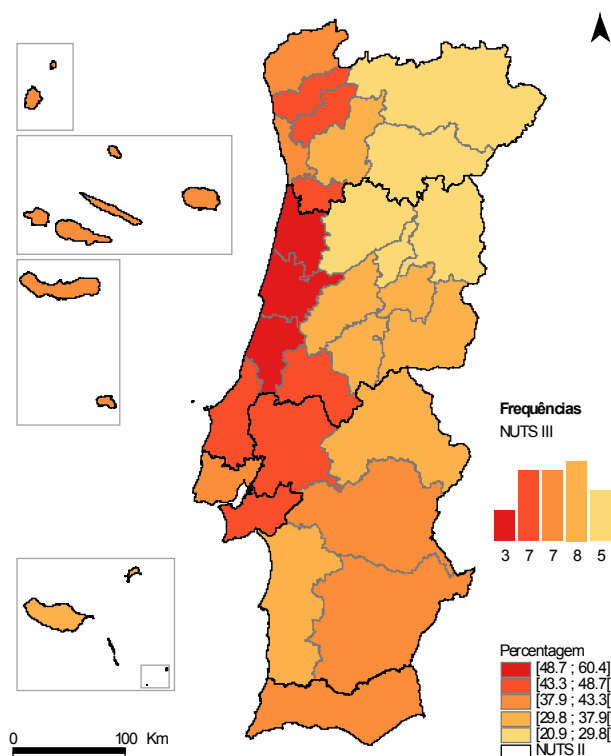 Frequências
NUTS III
3 7 7 8 5
Percentagem
[48.7 ; 60.4]
[43.3 ; 48.7[
[37.9 ; 43.3[
[29.8 ; 37.9[
[20.9 ; 29.8[
NUTS II
0 100 Km